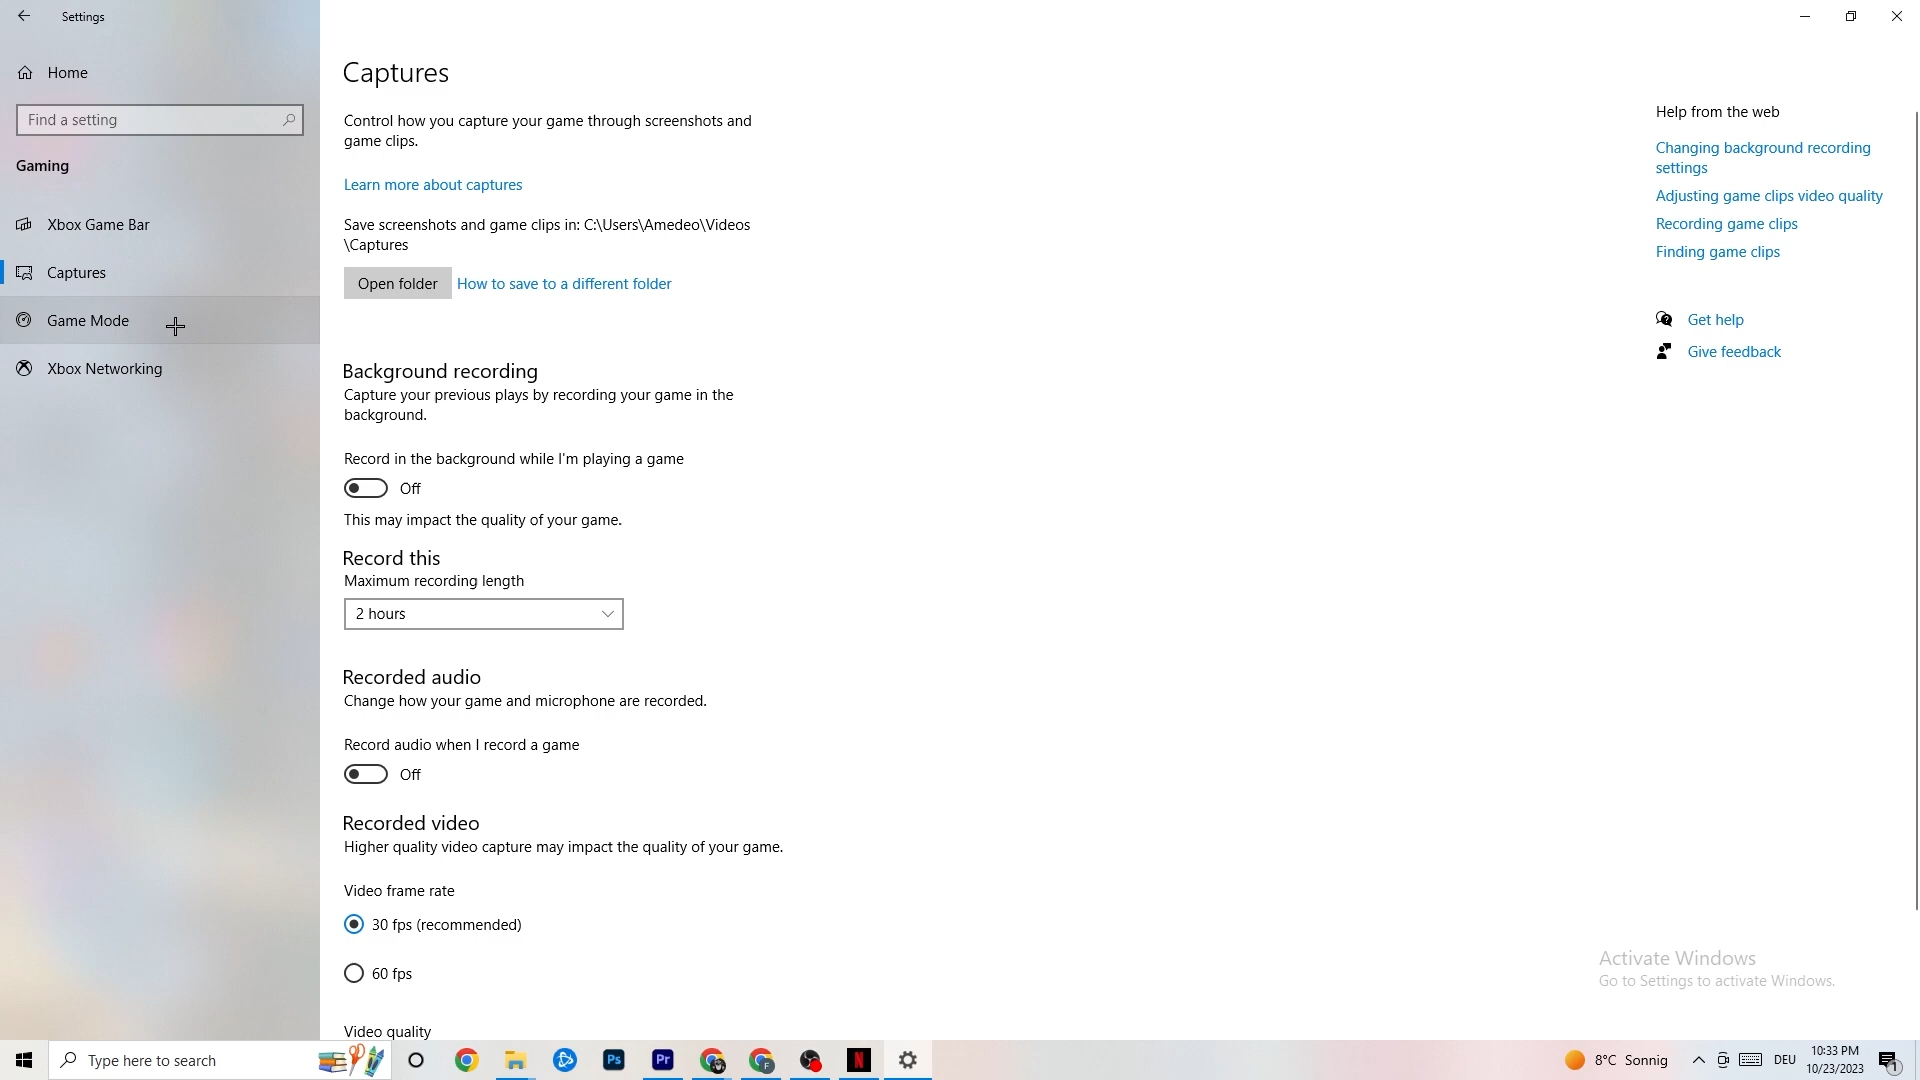 Settings
Home
Find a setting
Gaming
Xbox Game Bar
Captures
Game Mode
Xbox Networking
Captures
Control how you capture your game through screenshots and
game clips.
Learn more about captures
Save screenshots and game clips in: C:\Users\Amedeo\Videos
\Captures
Open folder
How to save to a different folder
Background recording
Capture your previous plays by recording your game in the
background.
Record in the background while I'm playing a game
Off
This may impact the quality of your game.
Record this
Maximum recording length
2 hours
Recorded audio
Change how your game and microphone are recorded.
Record audio when I record a game
Off
Recorded video
Higher quality video capture may impact the quality of your game.
Video frame rate
30 fps (recommended)
60 fps
Video quality
Help from the web
Changing background recording
settings
Adjusting game clips video quality
Recording game clips
Finding game clips
Get help
Give feedback
Activate Windows
Go to Settings to activate Windows.
Type here to search
Ps
Pr
F
N
8°C Sonnig
DEU
10:33 PM
10/23/2023
1